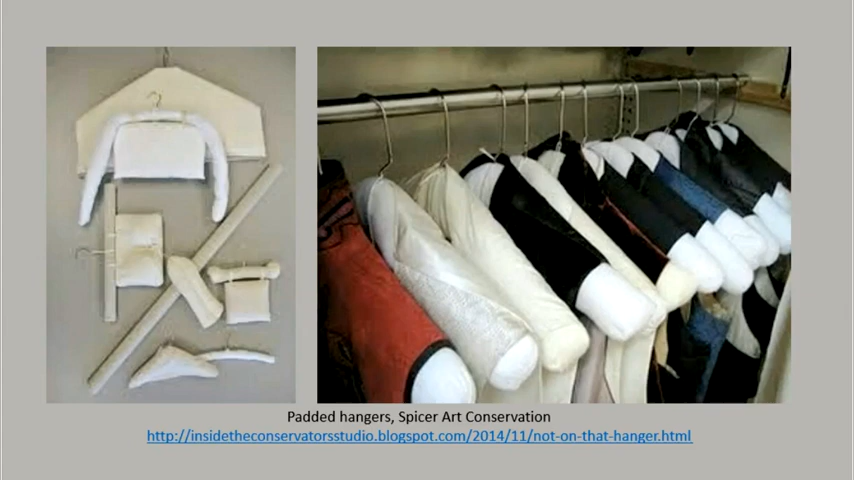 Padded hangers, Spicer Art Conservation
http://insidetheconservatorsstudio.blogspot.com/2014/11/not-on-that-hanger.html